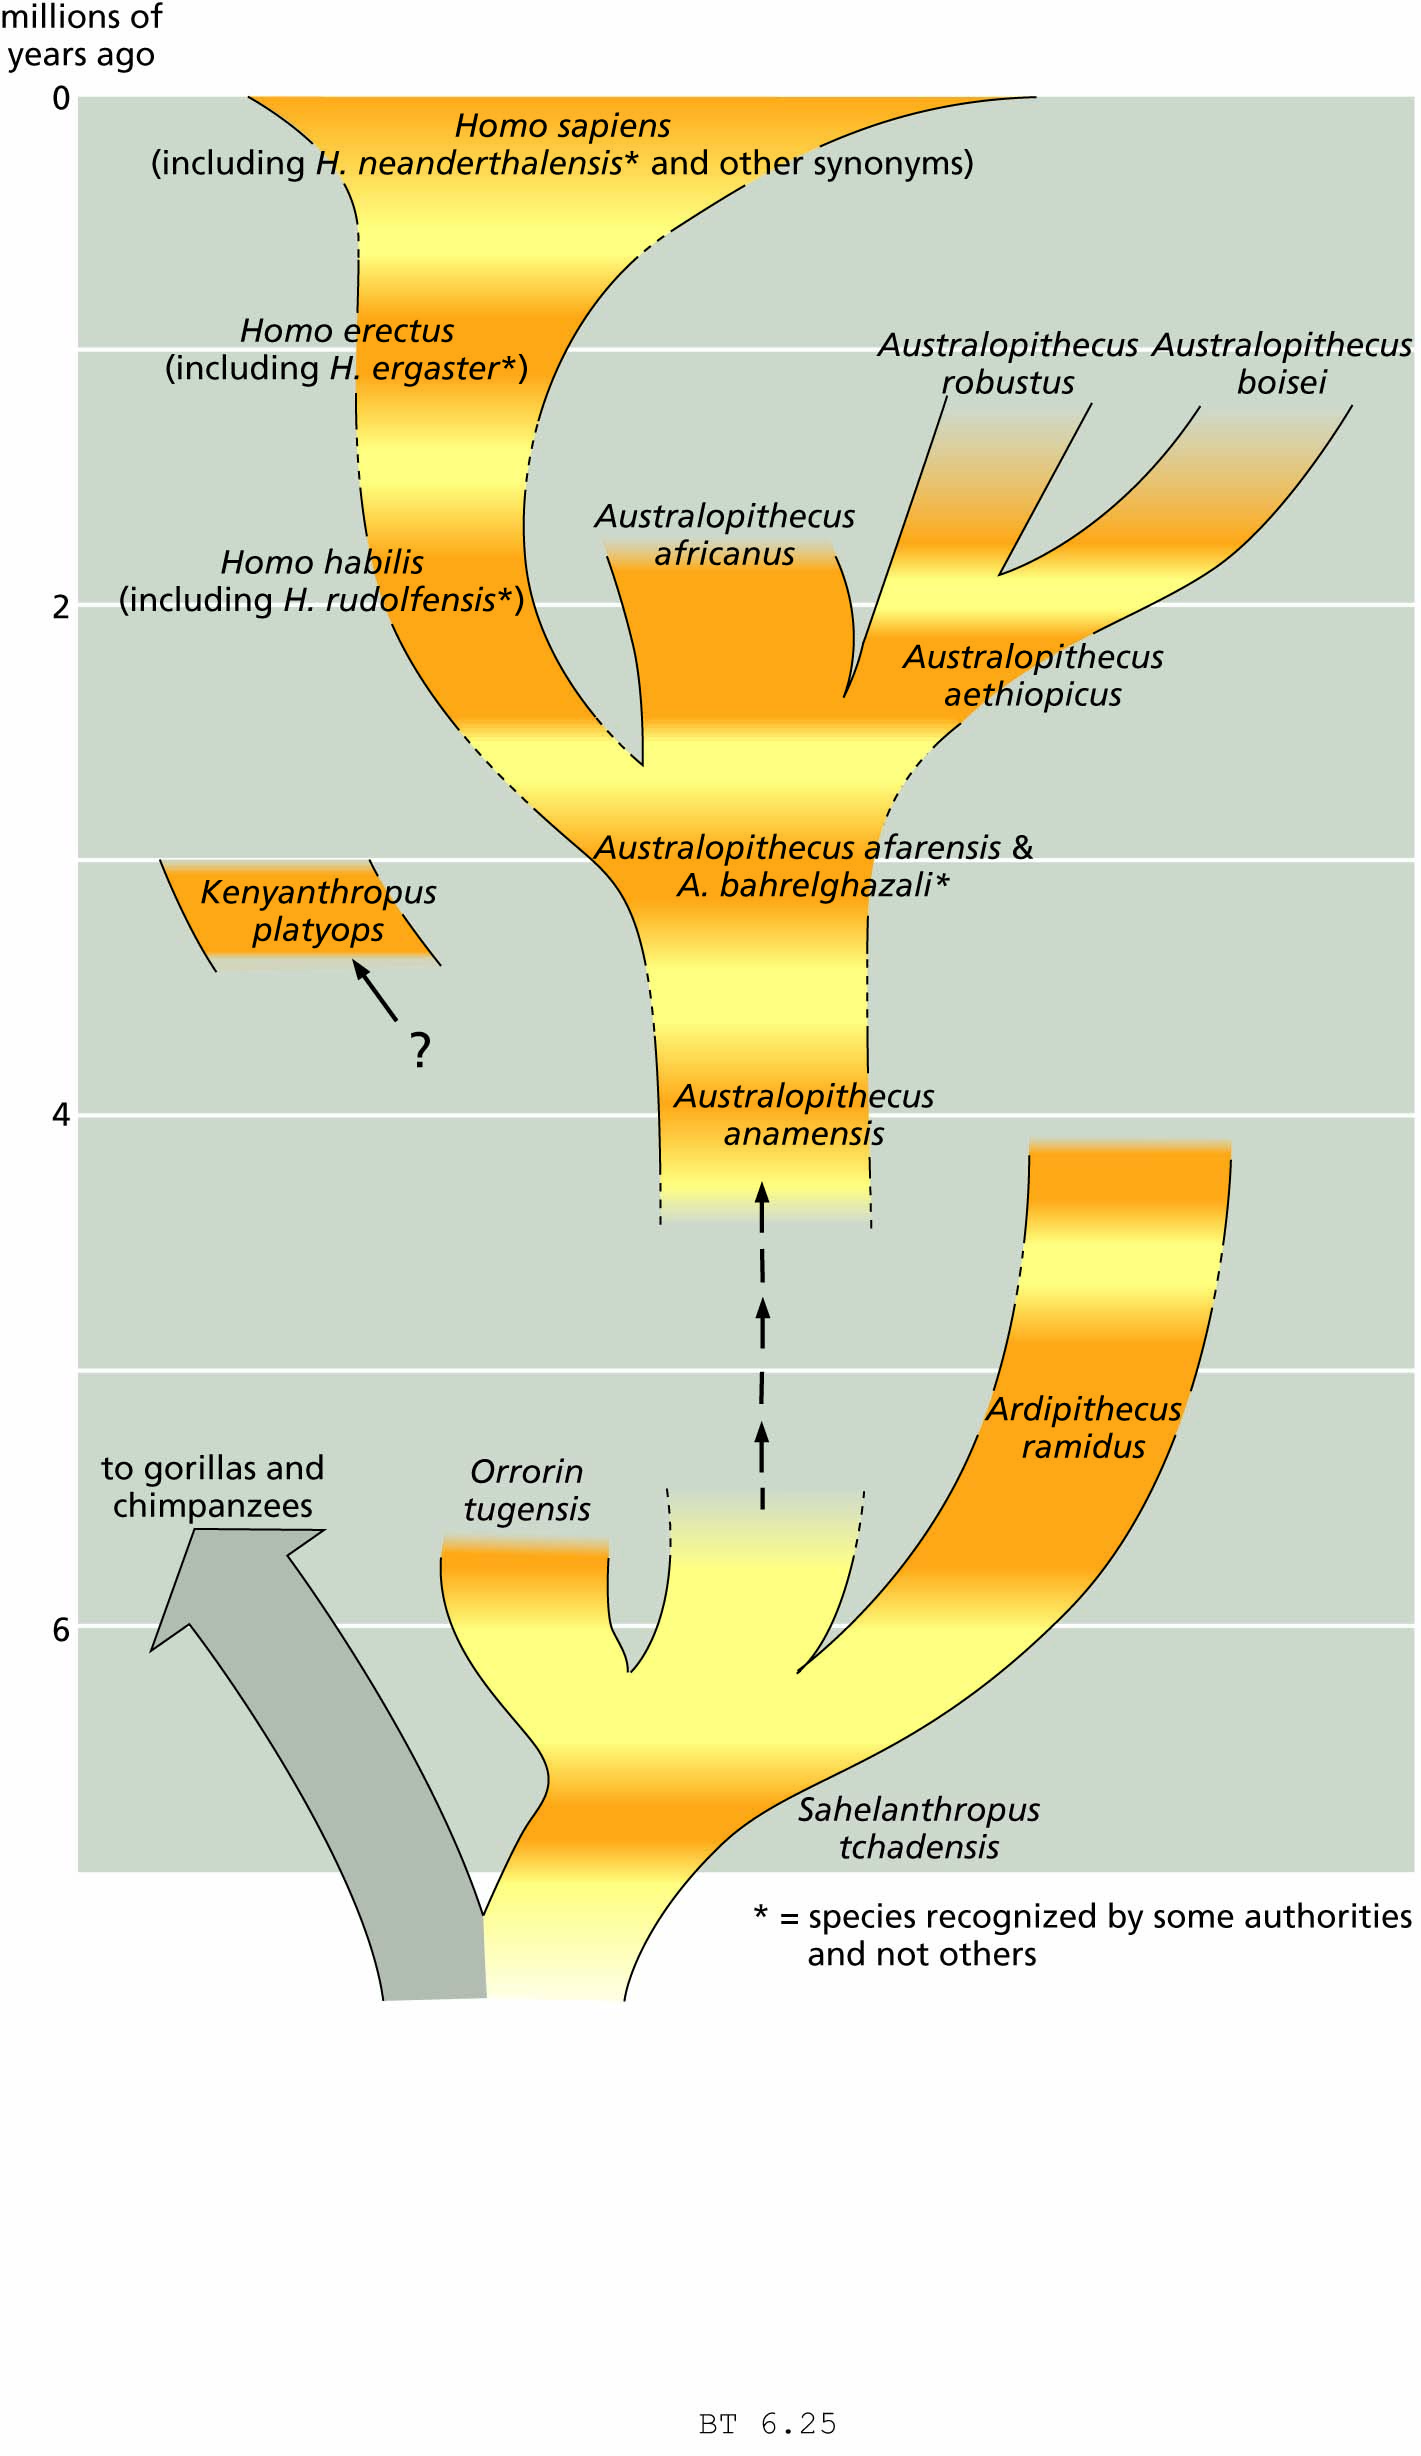 millions of
years ago
0
Homo sapiens
(including H. neanderthalensis* and other synonyms)
Homo erectus
(including H. ergaster*)
Australopithecus
robustus
Australopithecus
boisei
Australopithecus
africanus
Homo habilis
(including H. rudolfensis*)
2
Australopithecus
aethiopicus
Australopithecus afarensis &
A. bahrelghazali*
Kenyanthropus
platyops
?
4
Australopithecus
anamensis
Ardipithecus
ramidus
to gorillas and
chimpanzees
Orrorin
tugensis
6
Sahelanthropus
tchadensis
* = species recognized by some authorities
and not others
BT 6.25